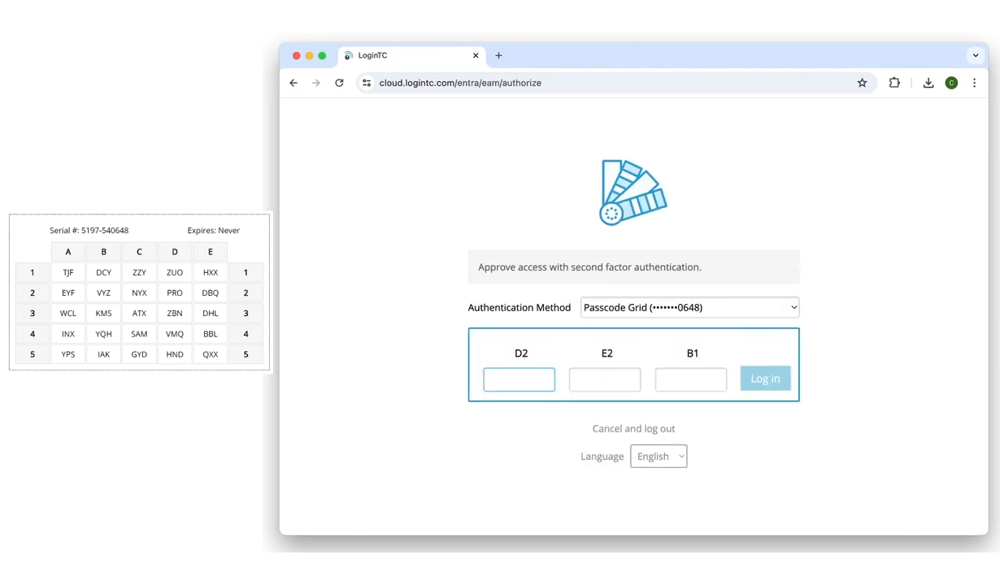 LoginTC
cloud.logintc.com/entra/eam/authorize
C
Serial #: 5197-540648 Expires: Never
A B C D E
1 TJF DCY ZZY ZUO HXX 1
2 EYF VYZ NYX PRO DBQ 2
3 WCL KMS ATX ZBN DHL 3
4 INX YQH SAM VMQ BBL 4
5 YPS IAK GYD HND QXX 5
Approve access with second factor authentication.
Authentication Method Passcode Grid (•••••••0648)
D2 E2 B1
Log in
Cancel and log out
Language English